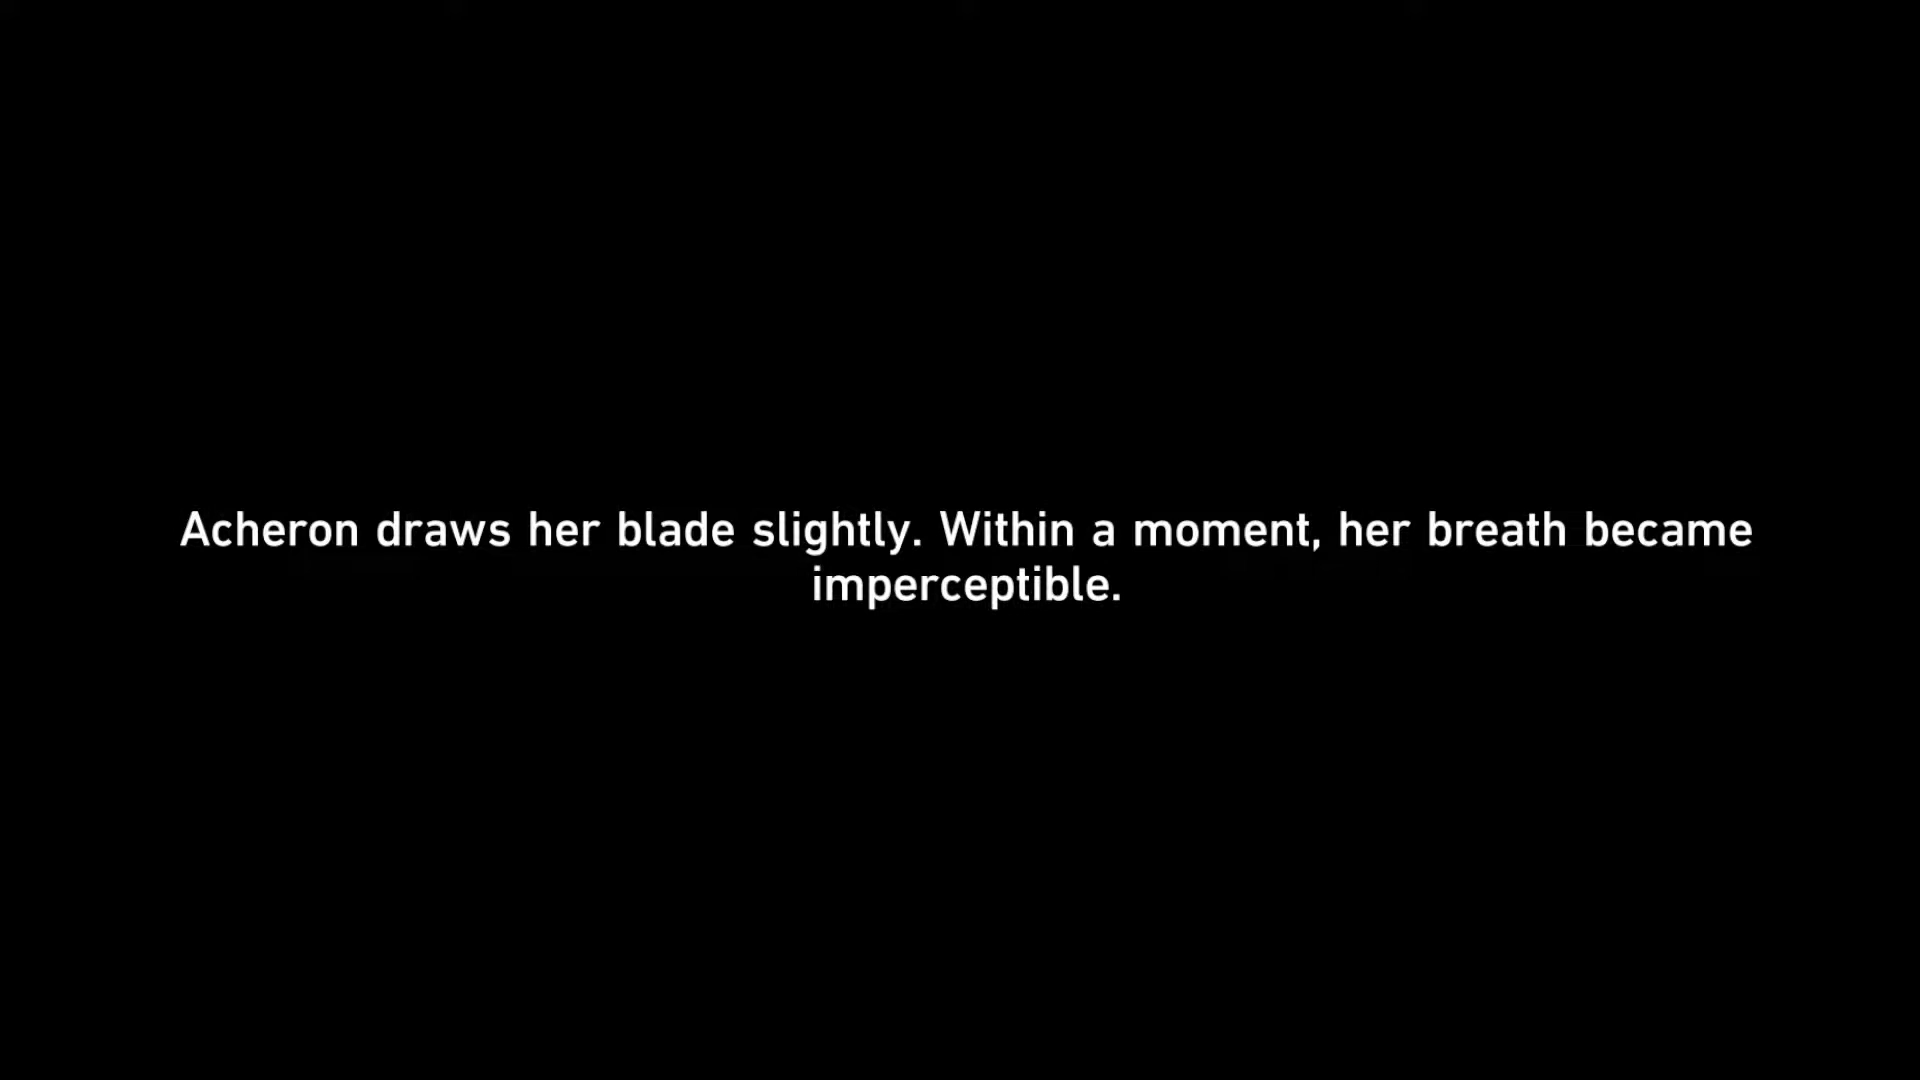 Acheron draws her blade slightly. Within a moment, her breath became
imperceptible.